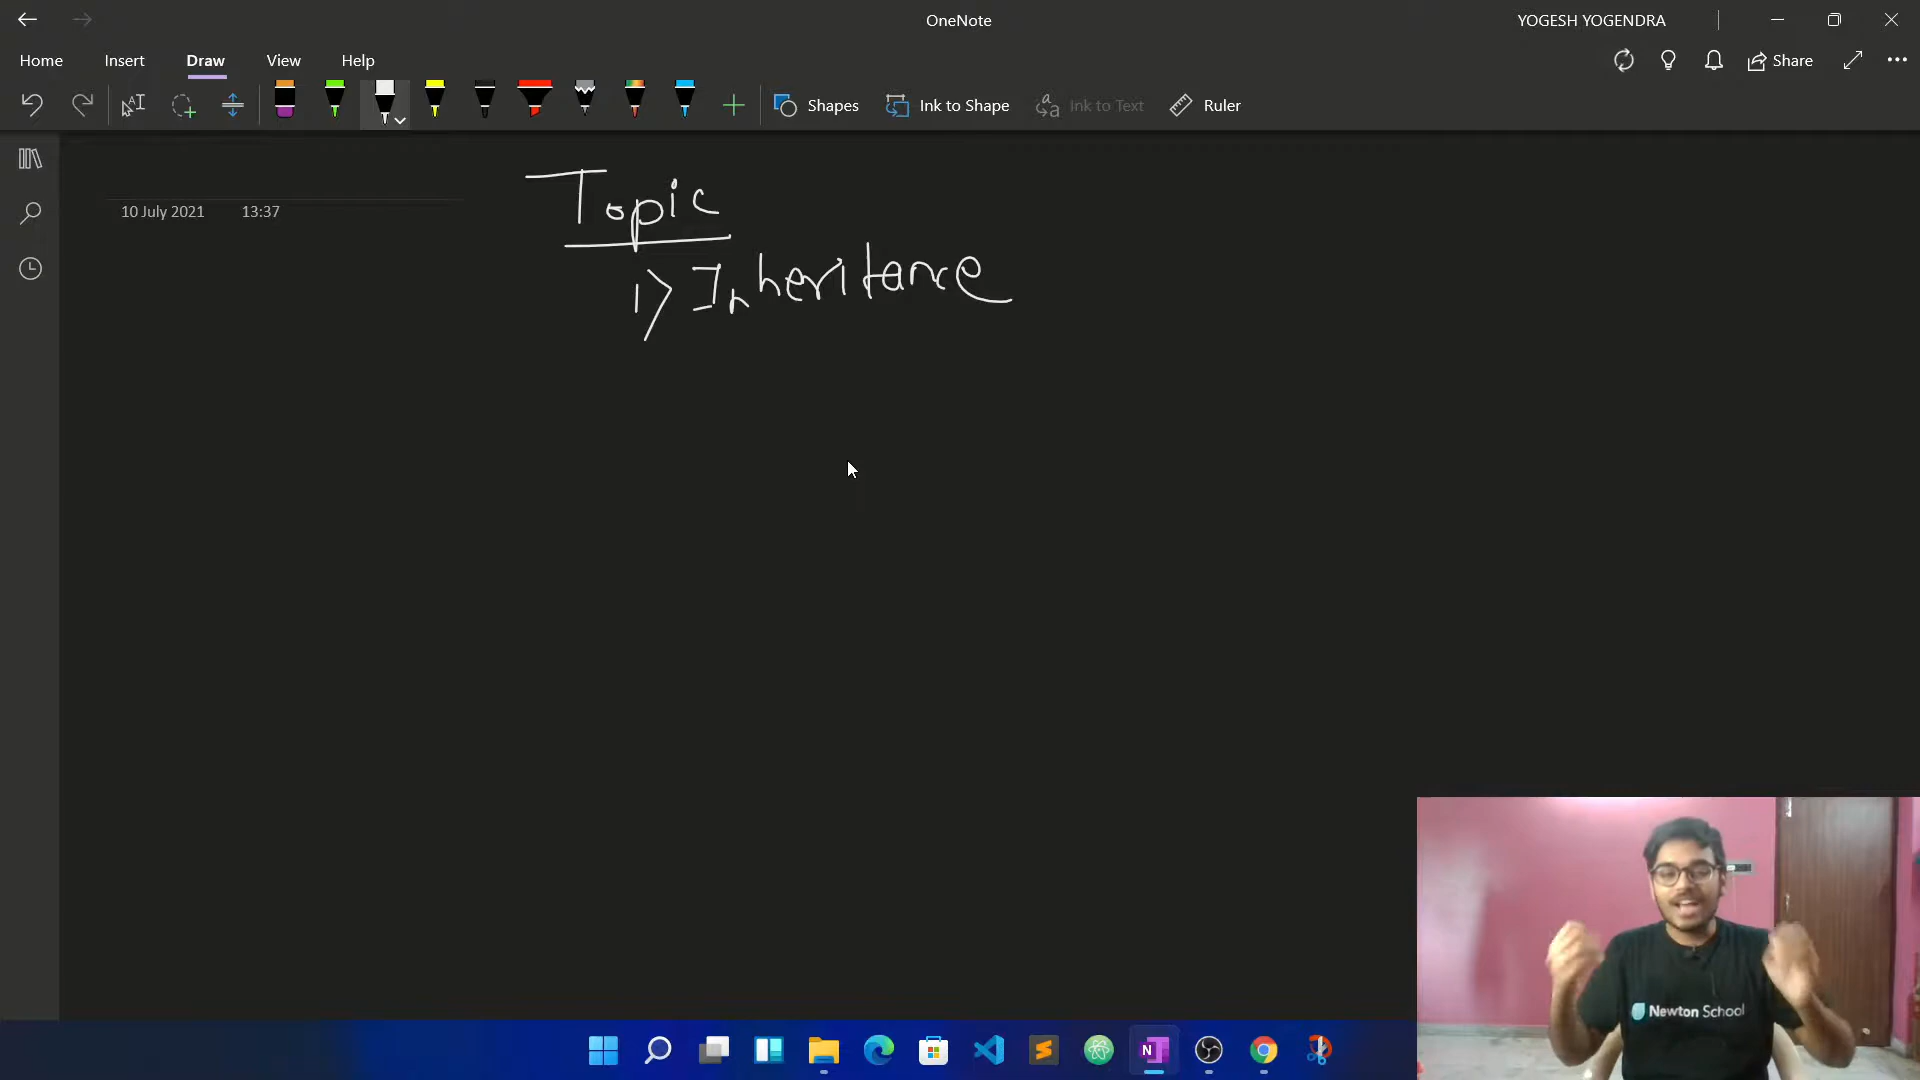 OneNote
YOGESH YOGENDRA
Home Insert Draw View Help
Share
Shapes Ink to Shape Ink to Text Ruler
10 July 2021 13:37
Topic
1> Inheritance
Newton School